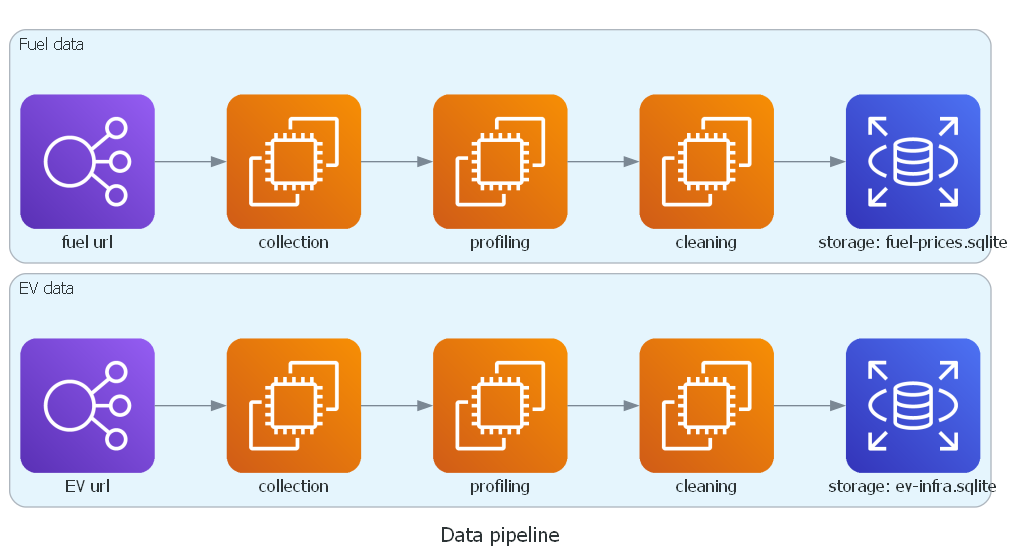 Fuel data
fuel url
collection
profiling
cleaning
storage: fuel-prices.sqlite
EV data
EV url
collection
profiling
cleaning
storage: ev-infra.sqlite
Data pipeline